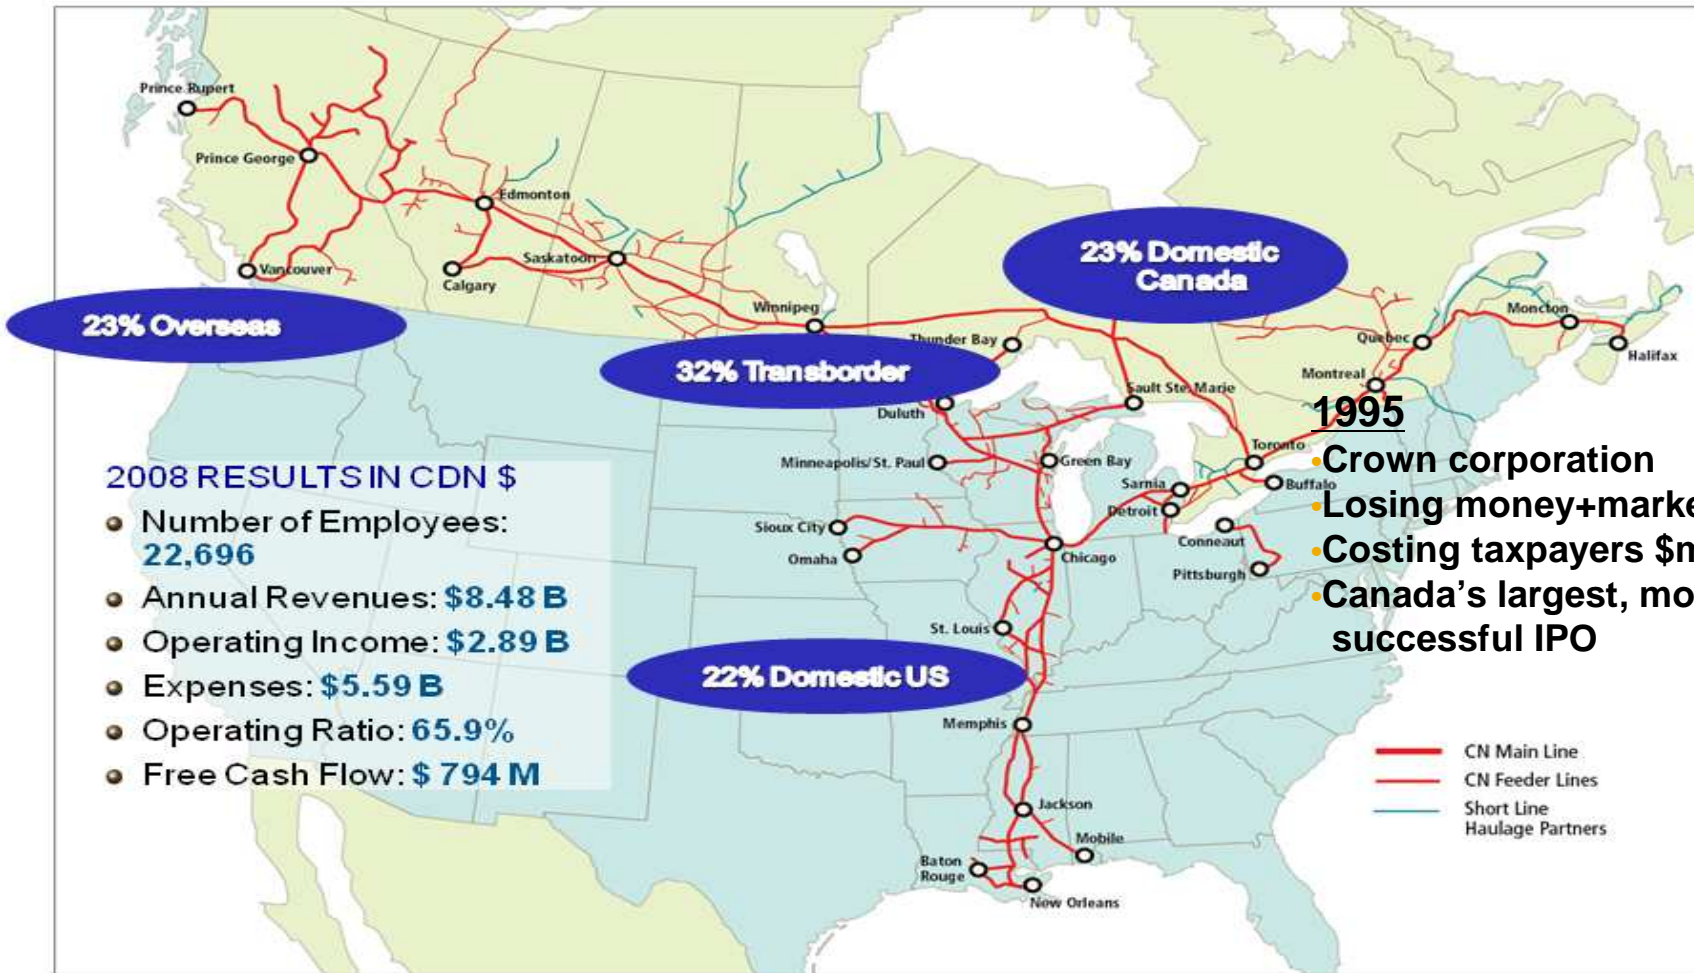 Prince Rupert
Prince George
Edmonton
Vancouver
Calgary
Saskatoon
Winnipeg
23% Overseas
23% Domestic
Canada
32% Transborder
Thunder Bay
Duluth
Sault Ste. Marie
Quebec
Moncton
Halifax
Montreal
Minneapolis/St. Paul
Green Bay
Toronto
Sarnia
Buffalo
Detroit
Sioux City
Omaha
Chicago
Conneaut
Pittsburgh
St. Louis
22% Domestic US
Memphis
Jackson
Mobile
Baton
Rouge
New Orleans
2008 RESULTS IN CDN $
Number of Employees:
22,696
Annual Revenues: $8.48 B
Operating Income: $2.89 B
Expenses: $5.59 B
Operating Ratio: 65.9%
Free Cash Flow: $ 794 M
1995
•Crown corporation
•Losing money+marke
•Costing taxpayers $m
•Canada’s largest, mo
successful IPO
CN Main Line
CN Feeder Lines
Short Line
Haulage Partners